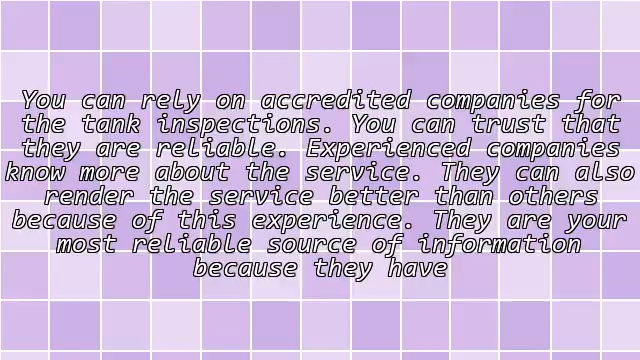 You can rely on accredited companies for
the tank inspections. You can trust that
they are reliable. Experienced companies
know more about the service. They can also
render the service better than others
because of this experience. They are your
most reliable source of information
because they have